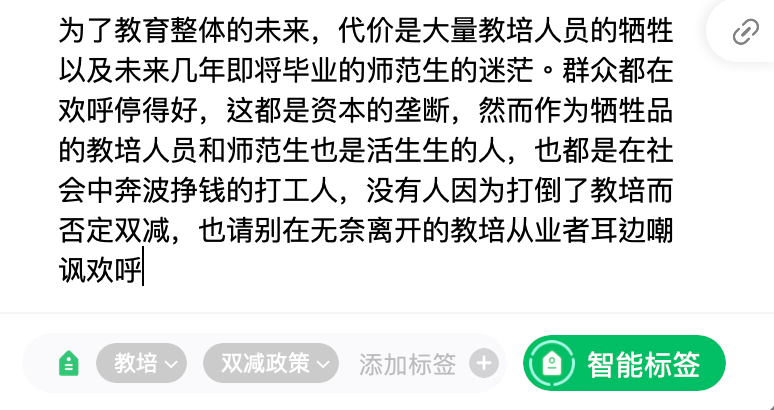 为了教育整体的未来，代价是大量教培人员的牺牲
以及未来几年即将毕业的师范生的迷茫。群众都在
欢呼停得好，这都是资本的垄断，然而作为牺牲品
的教培人员和师范生也是活生生的人，也都是在社
会中奔波挣钱的打工人，没有人因为打倒了教培而
否定双减，也请别在无奈离开的教培从业者耳边嘲
讽欢呼
教培 双减政策 添加标签 智能标签